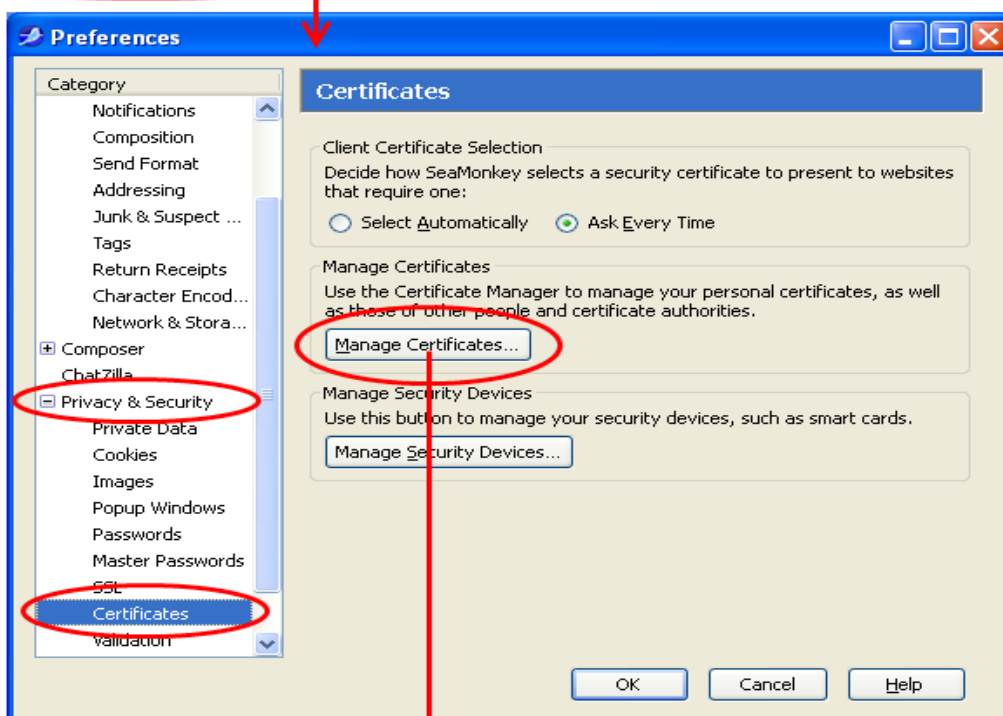 Preferences
Category
Notifications
Composition
Send Format
Addressing
Junk & Suspect ...
Tags
Return Receipts
Character Encod...
Network & Stora...
Composer
ChatZilla
Privacy & Security
Private Data
Cookies
Images
Popup Windows
Passwords
Master Passwords
SSL
Certificates
Validation
Certificates
Client Certificate Selection
Decide how SeaMonkey selects a security certificate to present to websites
that require one:
Select Automatically Ask Every Time
Manage Certificates
Use the Certificate Manager to manage your personal certificates, as well
as those of other people and certificate authorities.
Manage Certificates...
Manage Security Devices
Use this button to manage your security devices, such as smart cards.
Manage Security Devices...
OK Cancel Help